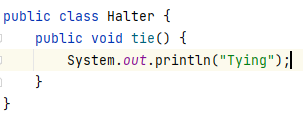 public class Halter {
    public void tie() {
        System.out.println("Tying");
    }
}